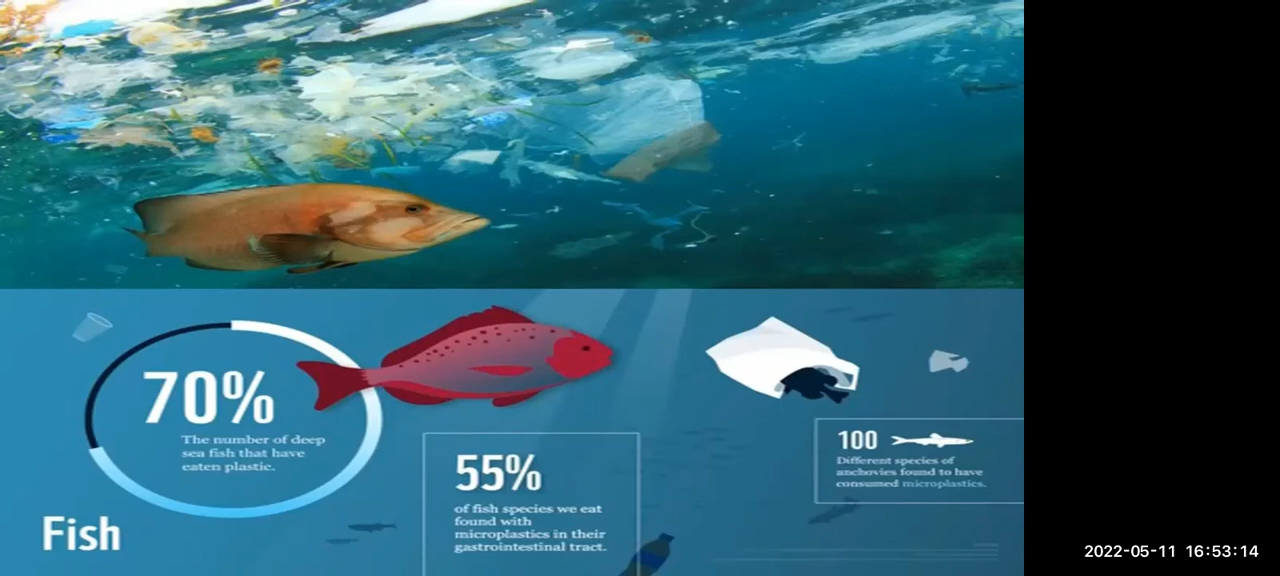 70%
The number of deep
sea fish that have
eaten plastic.
Fish
55%
of fish species we eat
found with
microplastics in their
gastrointestinal tract.
100
Different species of
anchovies found to have
consumed microplastics.
2022-05-11 16:53:14